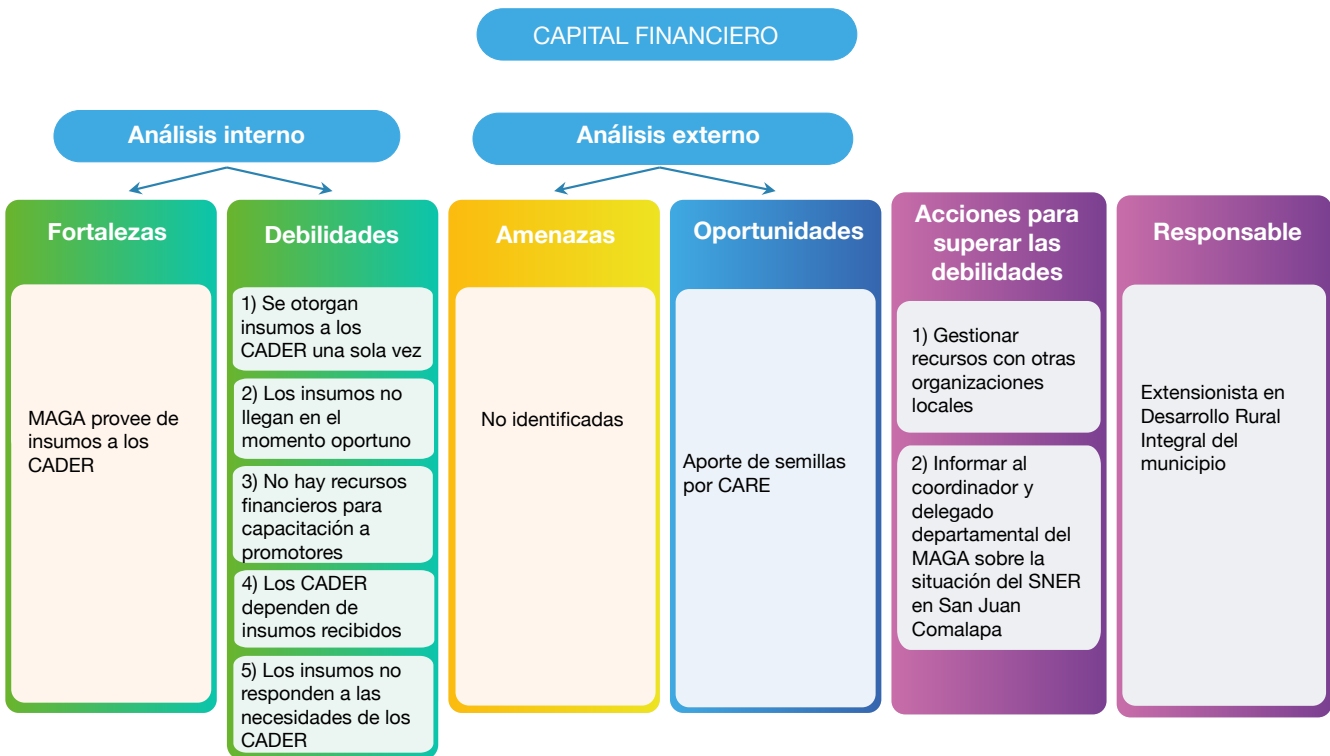 CAPITAL FINANCIERO
Análisis interno
Análisis externo
Fortalezas
MAGA provee de
insumos a los
CADER
Debilidades
1) Se otorgan
insumos a los
CADER una sola vez
2) Los insumos no
llegan en el
momento oportuno
3) No hay recursos
financieros para
capacitación a
promotores
4) Los CADER
dependen de
insumos recibidos
5) Los insumos no
responden a las
necesidades de los
CADER
Amenazas
No identificadas
Oportunidades
Aporte de semillas
por CARE
Acciones para
superar las
debilidades
1) Gestionar
recursos con otras
organizaciones
locales
2) Informar al
coordinador y
delegado
departamental del
MAGA sobre la
situación del SNER
en San Juan
Comalapa
Responsable
Extensionista en
Desarrollo Rural
Integral del
municipio